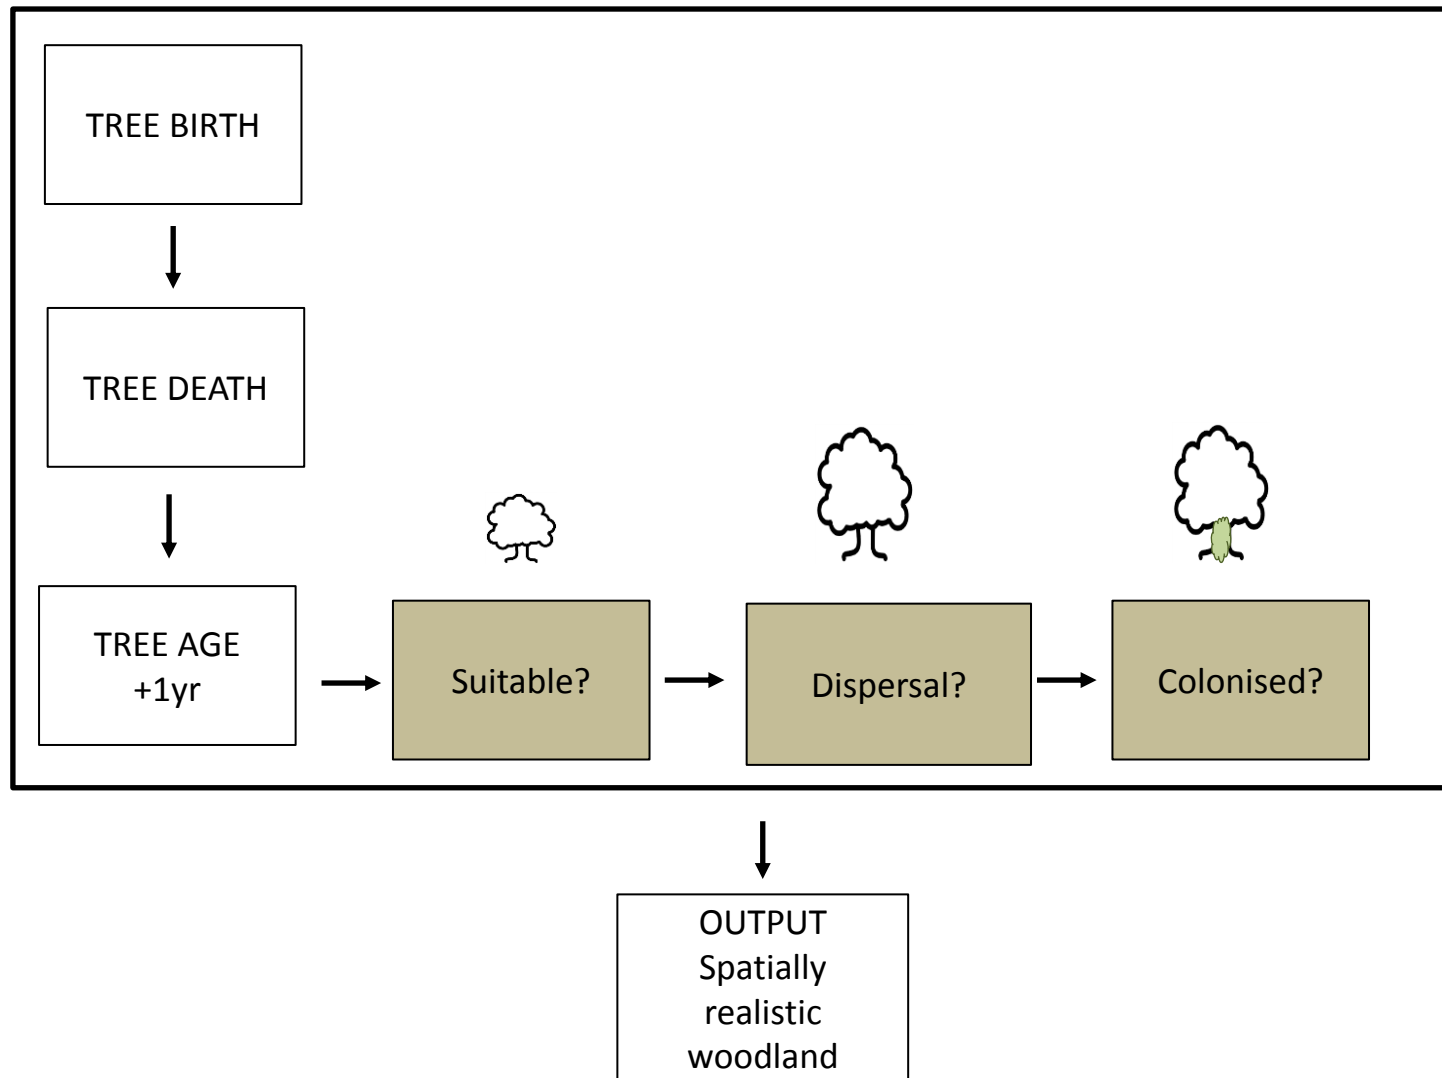 TREE BIRTH
TREE DEATH
TREE AGE
+1yr
Suitable?
Dispersal?
Colonised?
OUTPUT
Spatially
realistic
woodland